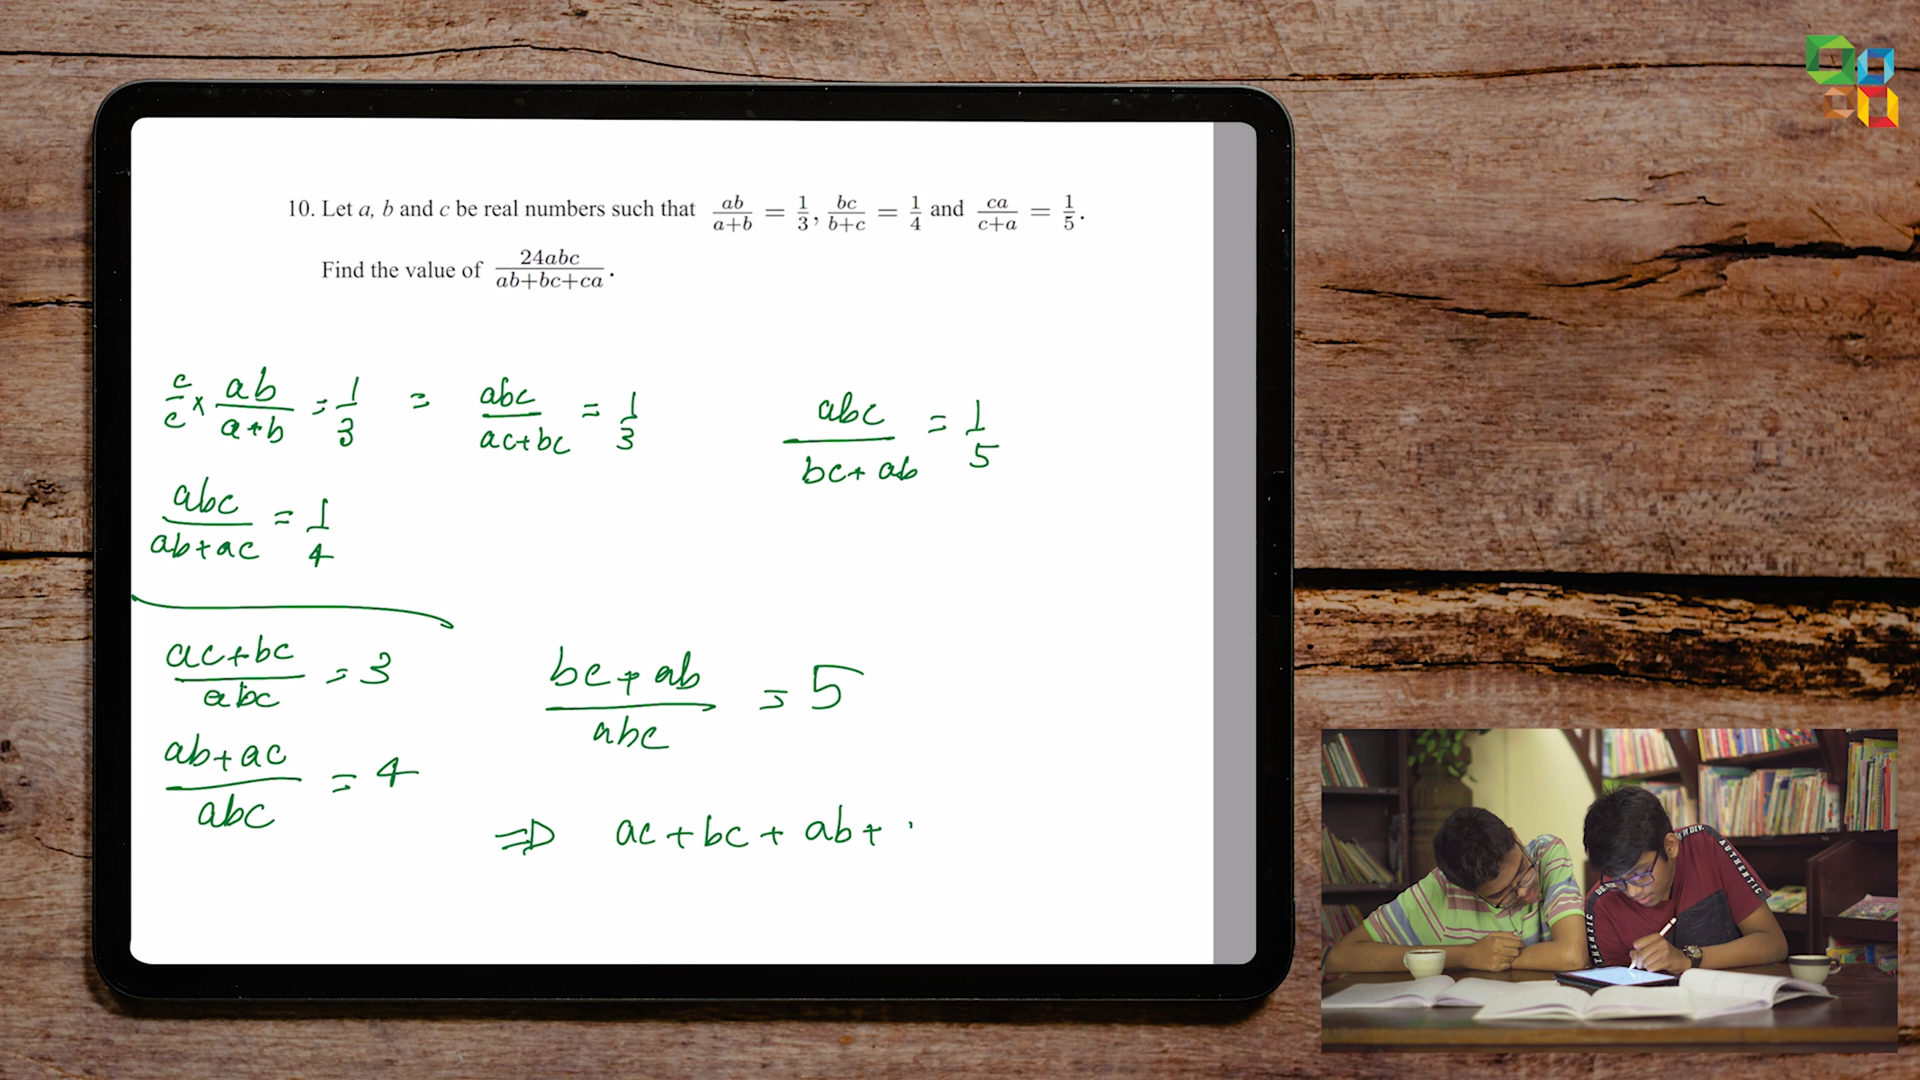 10. Let a, b and c be real numbers such that ab/(a+b) = 1/3, bc/(b+c) = 1/4 and ca/(c+a) = 1/5.
Find the value of 24abc/(ab+bc+ca).
c/c × ab/(a+b) = 1/3 = abc/(ac+bc) = 1/3
abc/(bc+ab) = 1/5
abc/(ab+ac) = 1/4
(ac+bc)/abc = 3
(bc+ab)/abc = 5
(ab+ac)/abc = 4
⇒ ac+bc+ab+
AUTHENTIC
AUTHENTIC